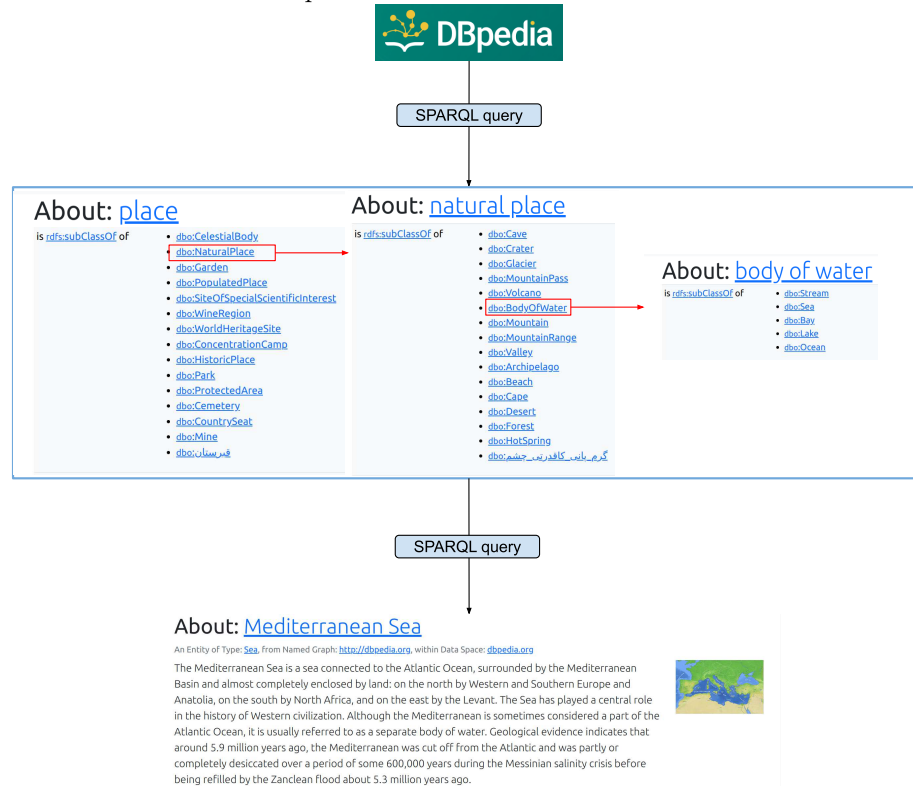 DBpedia
SPARQL query
About: place
is rdfs:subClassOf of
• dbo:CelestialBody
• dbo:NaturalPlace
• dbo:Garden
• dbo:PopulatedPlace
• dbo:SiteOfSpecialScientificInterest
• dbo:WineRegion
• dbo:WorldHeritageSite
• dbo:ConcentrationCamp
• dbo:HistoricPlace
• dbo:Park
• dbo:ProtectedArea
• dbo:Cemetery
• dbo:CountrySeat
• dbo:Mine
• dbo:قبرستان
About: natural place
is rdfs:subClassOf of
• dbo:Cave
• dbo:Crater
• dbo:Glacier
• dbo:MountainPass
• dbo:Volcano
• dbo:BodyOfWater
• dbo:Mountain
• dbo:MountainRange
• dbo:Valley
• dbo:Archipelago
• dbo:Beach
• dbo:Cape
• dbo:Desert
• dbo:Forest
• dbo:HotSpring
• dbo:گرم_پانی_کاقدرتی_چشم
About: body of water
is rdfs:subClassOf of
• dbo:Stream
• dbo:Sea
• dbo:Bay
• dbo:Lake
• dbo:Ocean
SPARQL query
About: Mediterranean Sea
An Entity of Type: Sea, from Named Graph: http://dbpedia.org, within Data Space: dbpedia.org
The Mediterranean Sea is a sea connected to the Atlantic Ocean, surrounded by the Mediterranean
Basin and almost completely enclosed by land: on the north by Western and Southern Europe and
Anatolia, on the south by North Africa, and on the east by the Levant. The Sea has played a central role
in the history of Western civilization. Although the Mediterranean is sometimes considered a part of the
Atlantic Ocean, it is usually referred to as a separate body of water. Geological evidence indicates that
around 5.9 million years ago, the Mediterranean was cut off from the Atlantic and was partly or
completely desiccated over a period of some 600,000 years during the Messinian salinity crisis before
being refilled by the Zanclean flood about 5.3 million years ago.